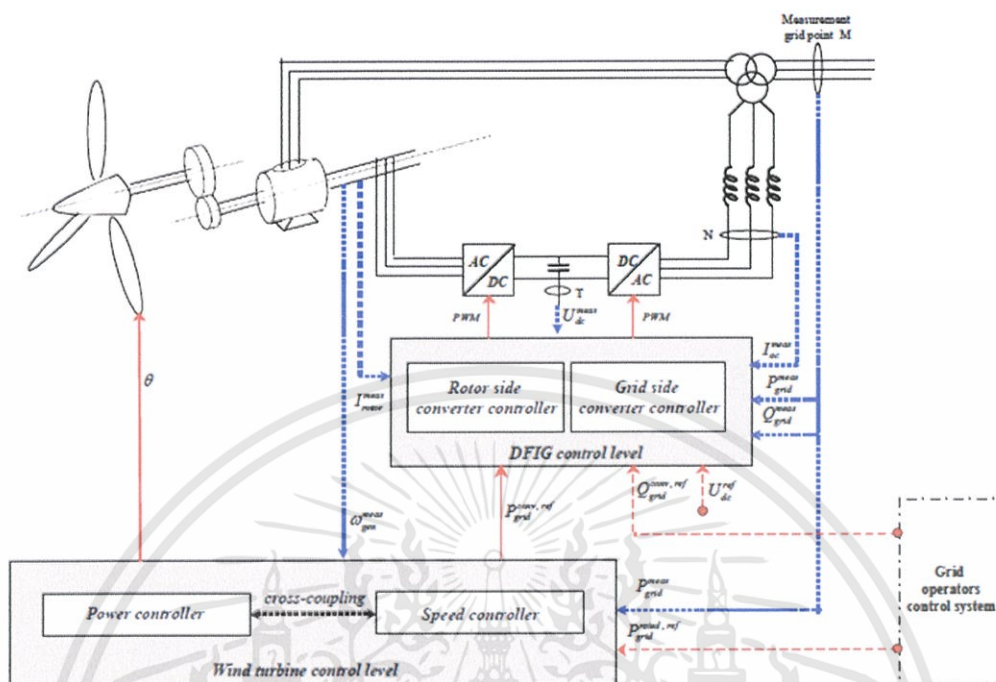 Measurement
grid point M
N
AC
DC
DC
AC
T
PWM
U_dc^meas
PWM
I_ac^meas
P_grid^meas
Q_grid^meas
θ
I_rotor^meas
Rotor side
converter controller
Grid side
converter controller
DFIG control level
ω_gen^meas
P_grid^conv, ref
Q_grid^conv, ref
U_dc^ref
Grid
operators
control system
Power controller
cross-coupling
Speed controller
P_grid^meas
P_grid^rated, ref
Wind turbine control level